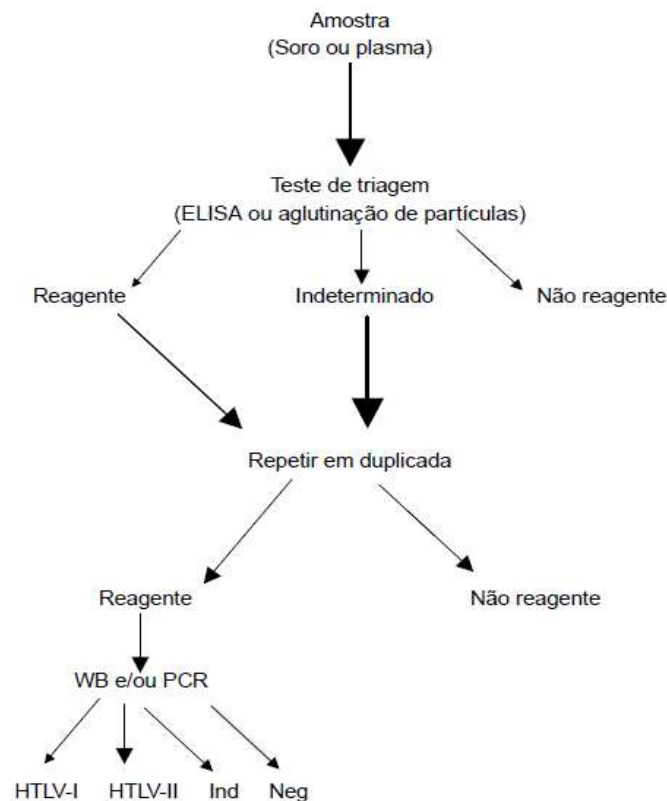 Amostra
(Soro ou plasma)
Teste de triagem
(ELISA ou aglutinação de partículas)
Reagente
Indeterminado
Não reagente
Repetir em duplicada
Reagente
Não reagente
WB e/ou PCR
HTLV-I
HTLV-II
Ind
Neg